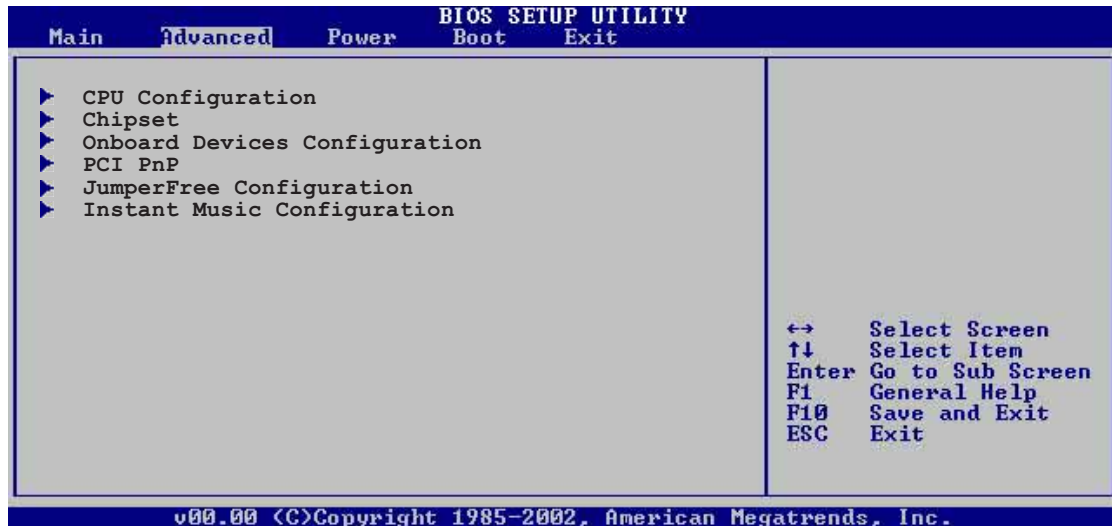 BIOS SETUP UTILITY
Main Advanced Power Boot Exit
CPU Configuration
Chipset
Onboard Devices Configuration
PCI PnP
JumperFree Configuration
Instant Music Configuration
←→ Select Screen
↑↓ Select Item
Enter Go to Sub Screen
F1 General Help
F10 Save and Exit
ESC Exit
v00.00 (C)Copyright 1985-2002, American Megatrends, Inc.